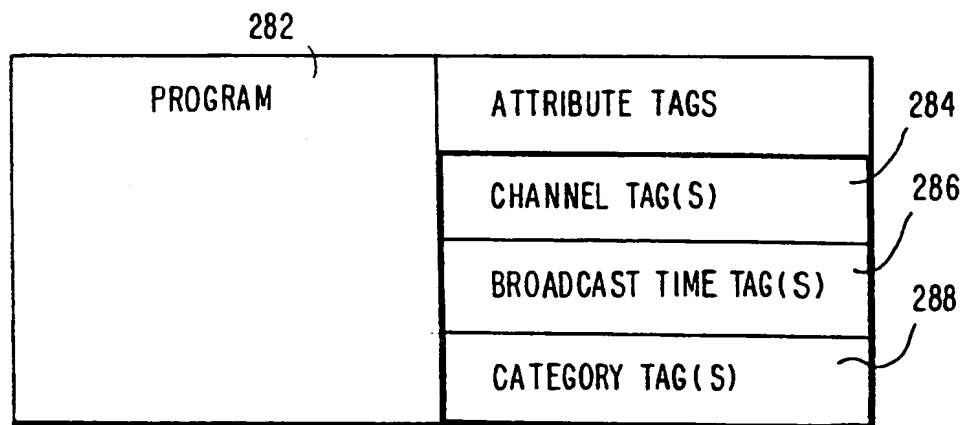 282
PROGRAM
ATTRIBUTE TAGS
284
CHANNEL TAG(S)
286
BROADCAST TIME TAG(S)
288
CATEGORY TAG(S)